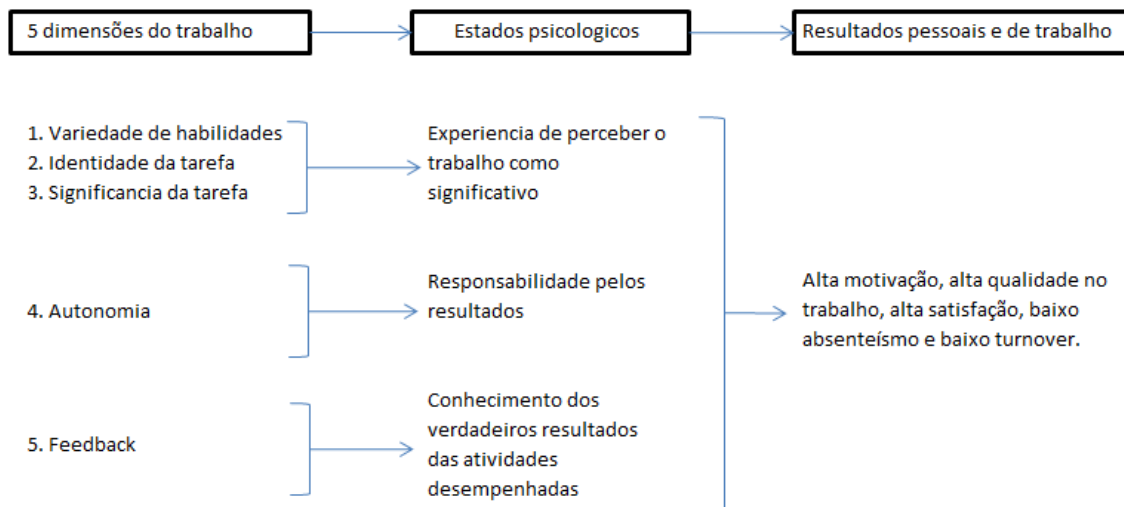 5 dimensões do trabalho
Estados psicologicos
Resultados pessoais e de trabalho
1. Variedade de habilidades
2. Identidade da tarefa
3. Significancia da tarefa
Experiencia de perceber o
trabalho como
significativo
4. Autonomia
Responsabilidade pelos
resultados
5. Feedback
Conhecimento dos
verdadeiros resultados
das atividades
desempenhadas
Alta motivação, alta qualidade no
trabalho, alta satisfação, baixo
absenteísmo e baixo turnover.